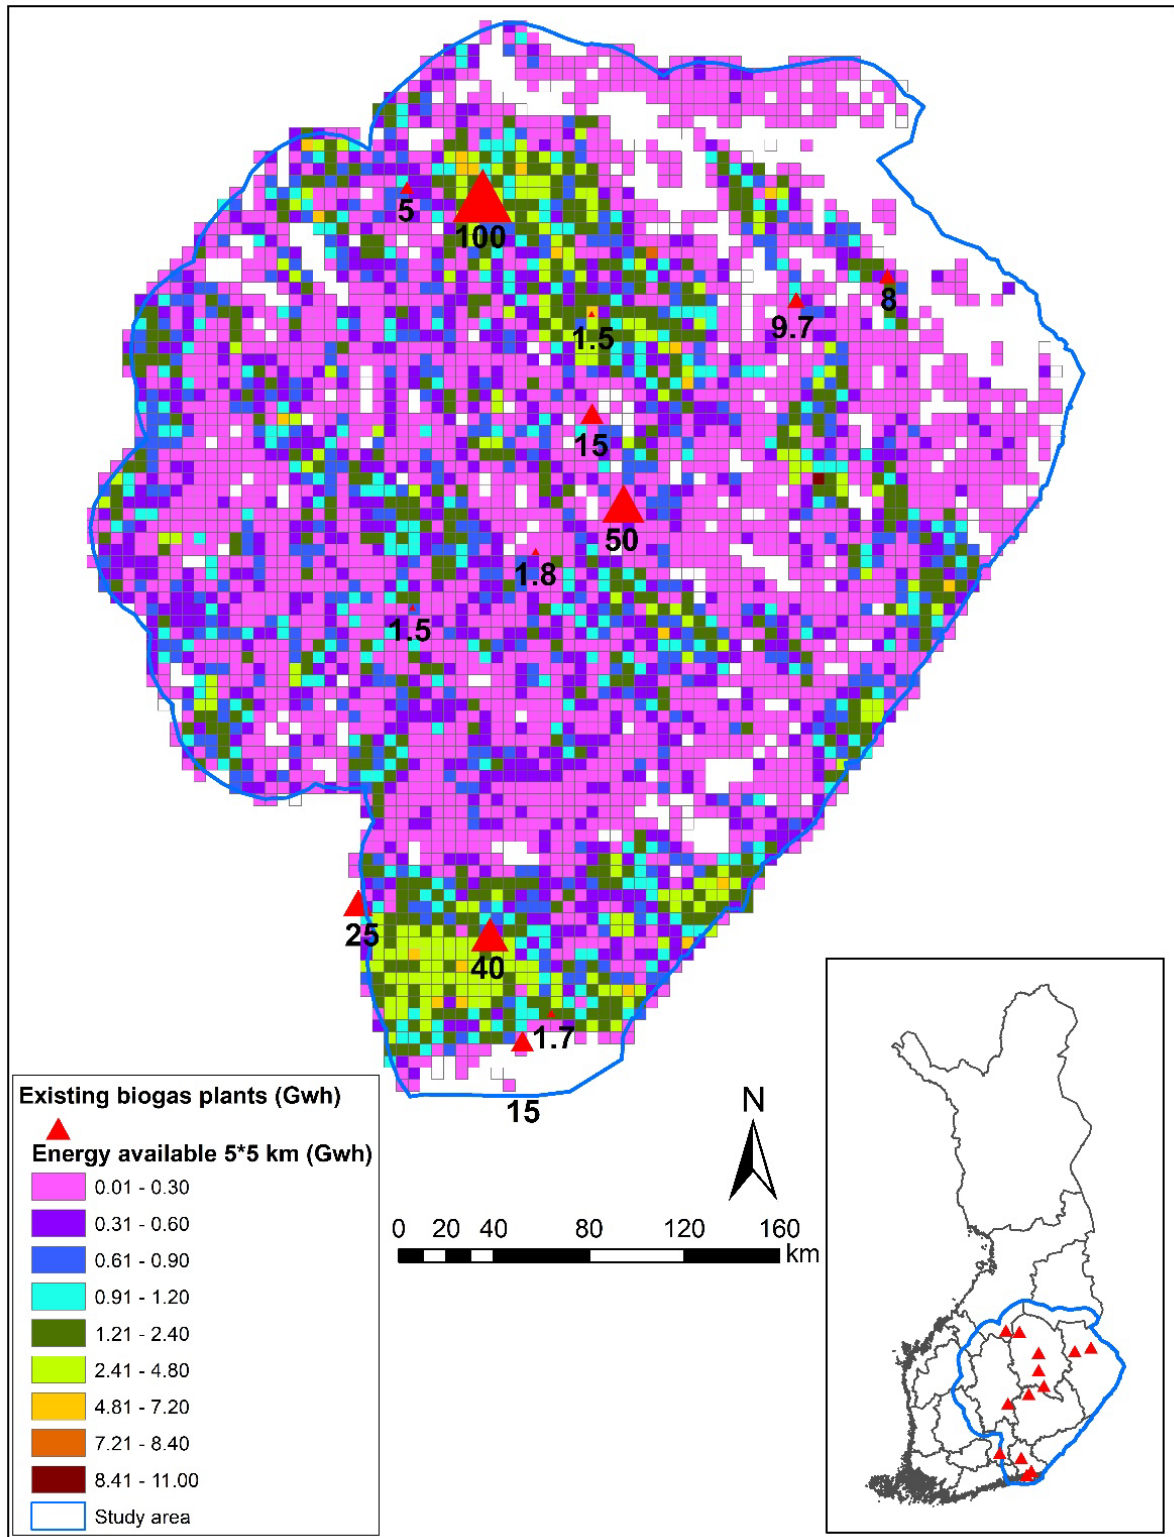 5
100
8
9.7
1.5
15
50
1.8
1.5
25
40
1.7
15
Existing biogas plants (Gwh)
Energy available 5*5 km (Gwh)
0.01 - 0.30
0.31 - 0.60
0.61 - 0.90
0.91 - 1.20
1.21 - 2.40
2.41 - 4.80
4.81 - 7.20
7.21 - 8.40
8.41 - 11.00
Study area
N
0 20 40 80 120 160
km